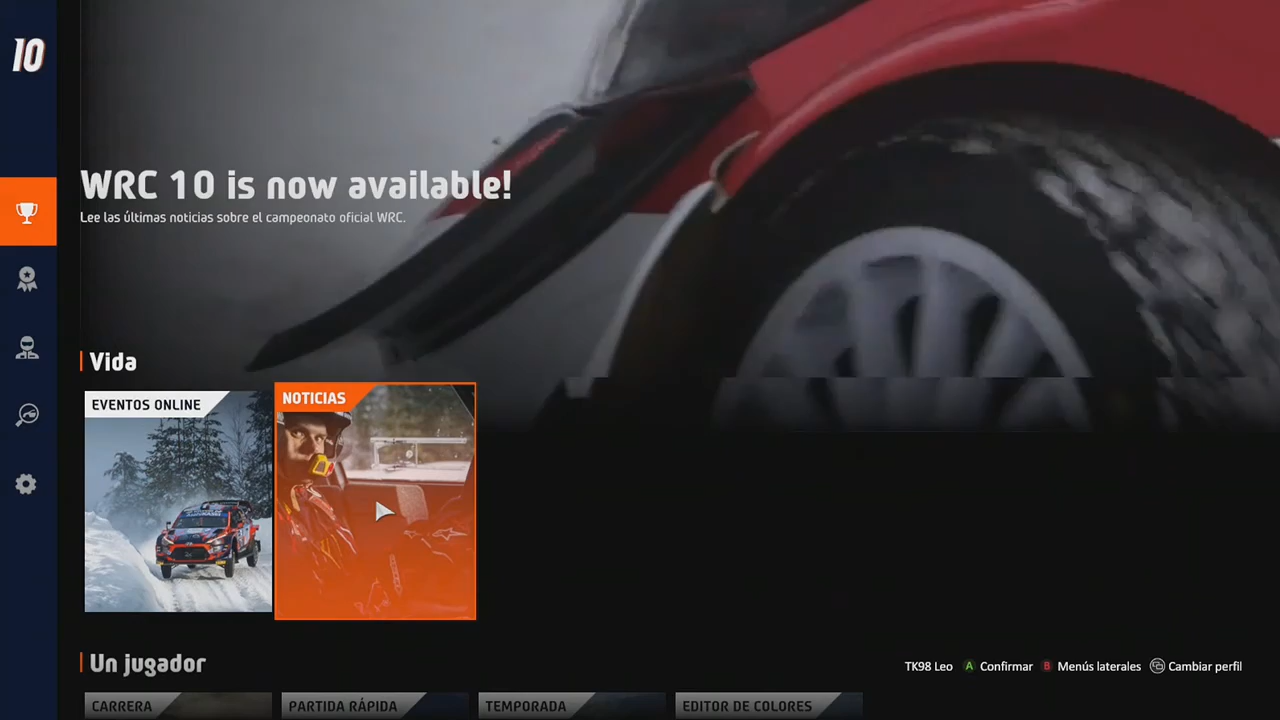 10
WRC 10 is now available!
Lee las últimas noticias sobre el campeonato oficial WRC.
Vida
EVENTOS ONLINE
NOTICIAS
Un jugador
TK98 Leo A Confirmar B Menús laterales Cambiar perfil
CARRERA
PARTIDA RÁPIDA
TEMPORADA
EDITOR DE COLORES